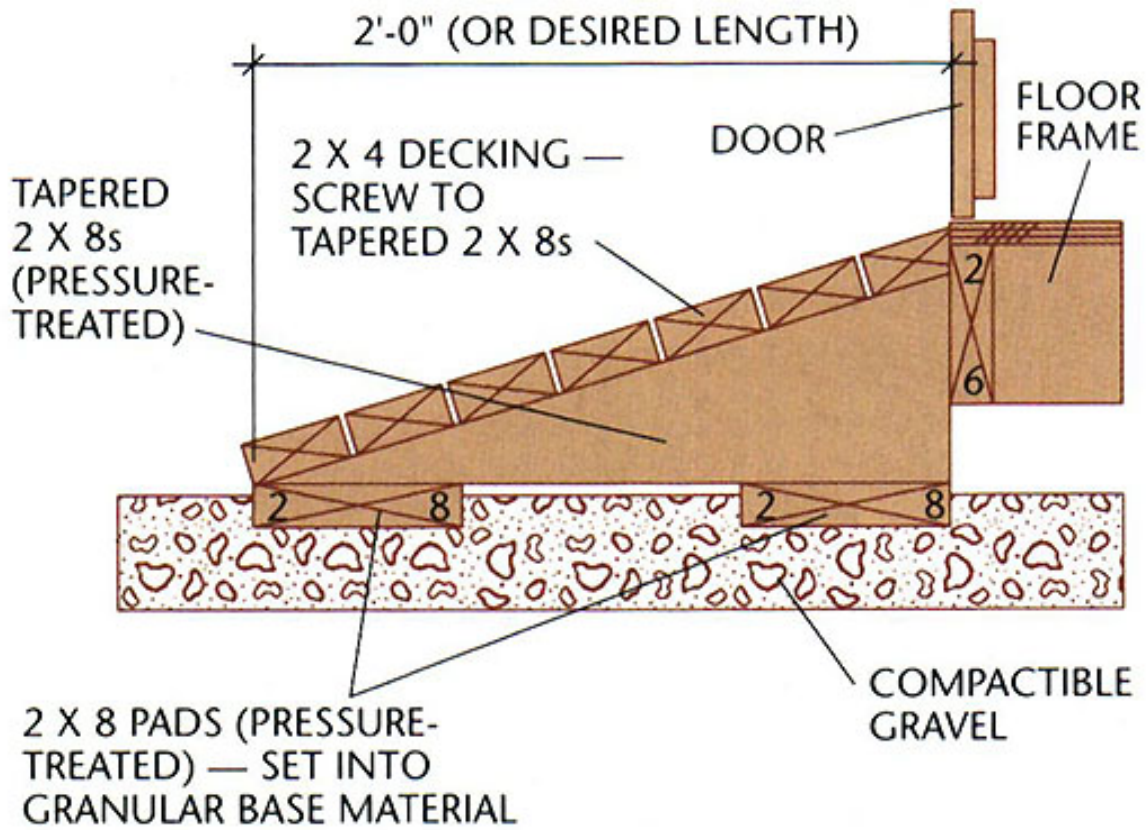 2'-0" (OR DESIRED LENGTH)
DOOR
FLOOR
FRAME
2 X 4 DECKING —
SCREW TO
TAPERED 2 X 8s
TAPERED
2 X 8s
(PRESSURE-
TREATED)
2
6
2 8
2 8
COMPACTIBLE
GRAVEL
2 X 8 PADS (PRESSURE-
TREATED) — SET INTO
GRANULAR BASE MATERIAL